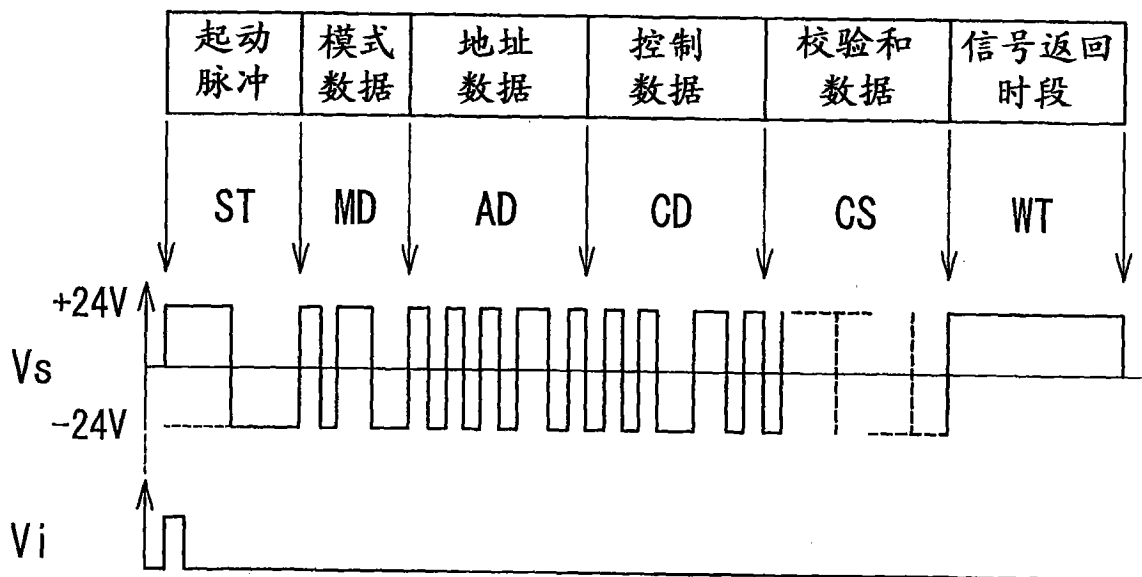 起动 模式 地址 控制 校验和 信号返回
脉冲 数据 数据 数据 数据 时段
ST MD AD CD CS WT
+24V
Vs
-24V
Vi